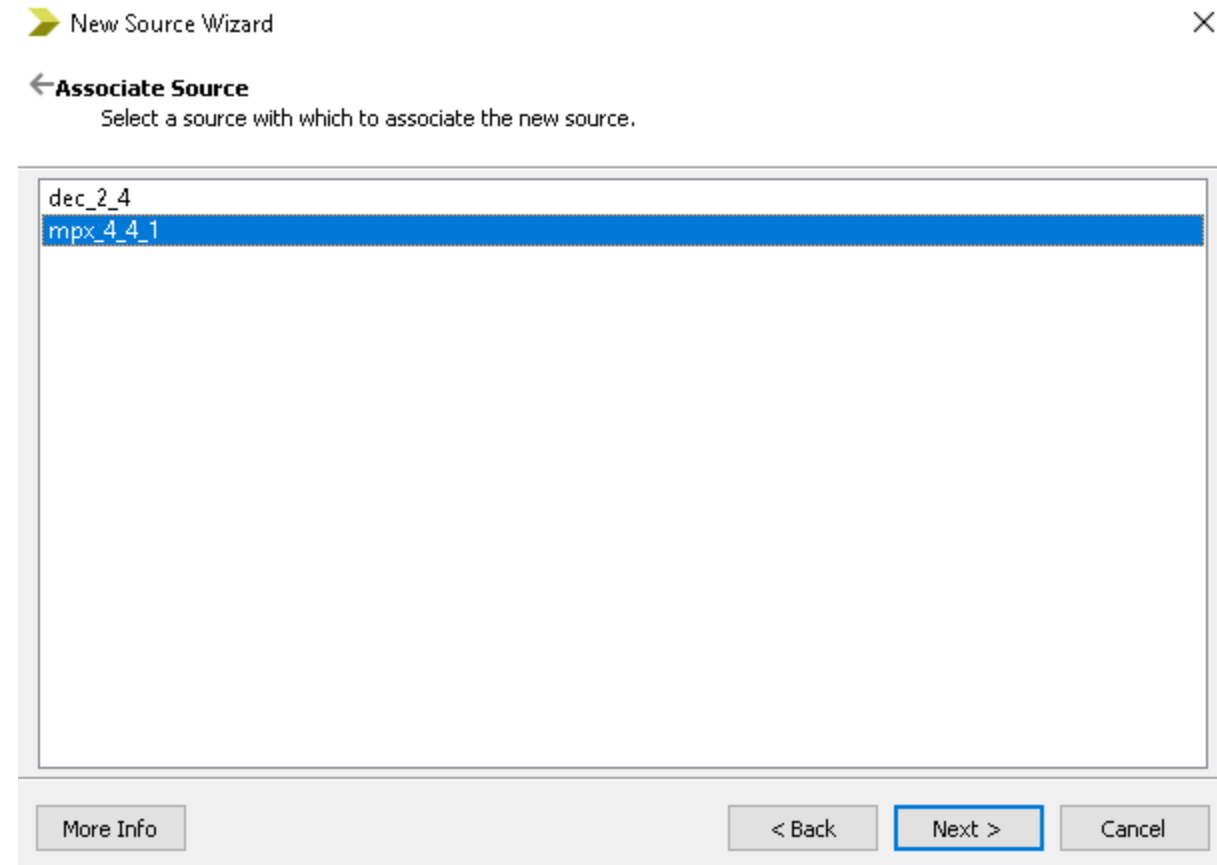 New Source Wizard
Associate Source
Select a source with which to associate the new source.
dec_2_4
mpx_4_4_1
More Info
< Back
Next >
Cancel